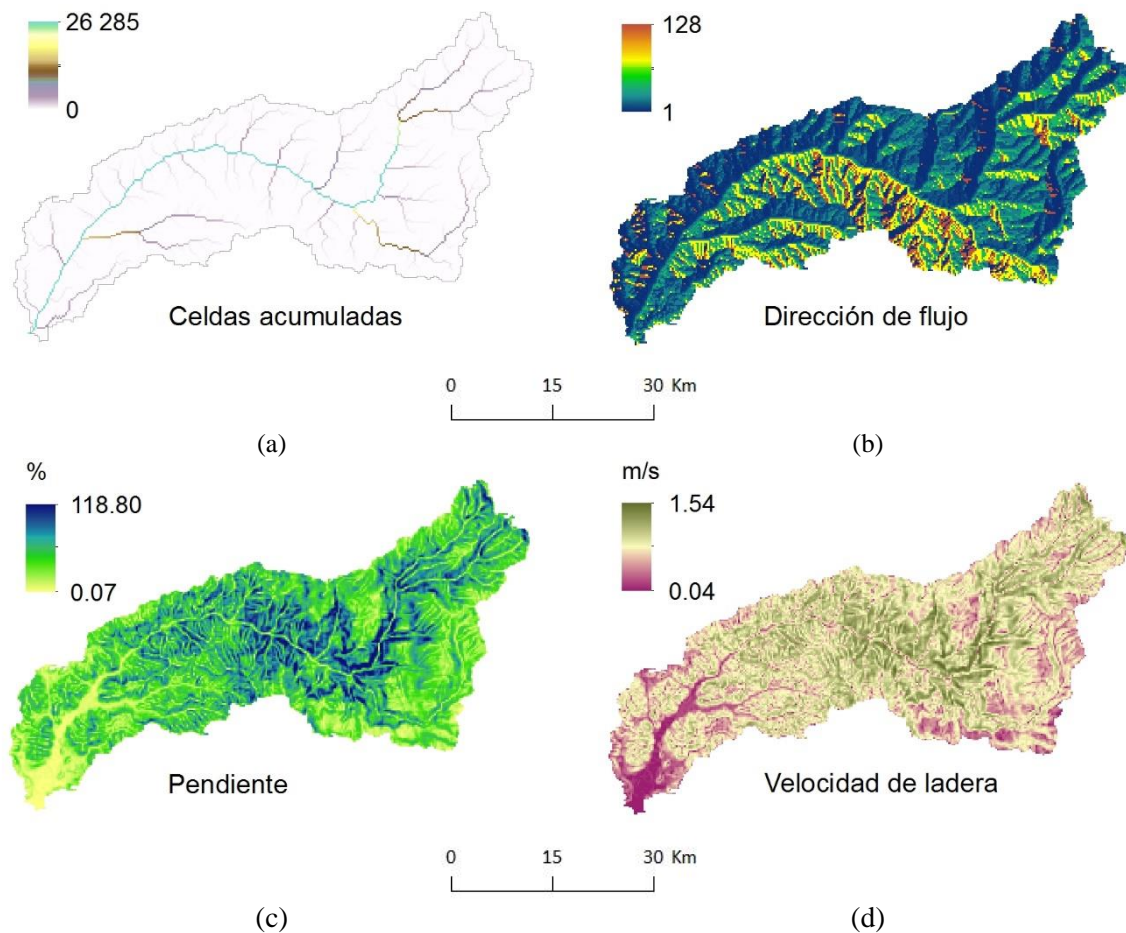 26 285
0
Celdas acumuladas
128
1
Dirección de flujo
0 15 30 Km
(a)
(b)
%
118.80
0.07
Pendiente
m/s
1.54
0.04
Velocidad de ladera
0 15 30 Km
(c)
(d)